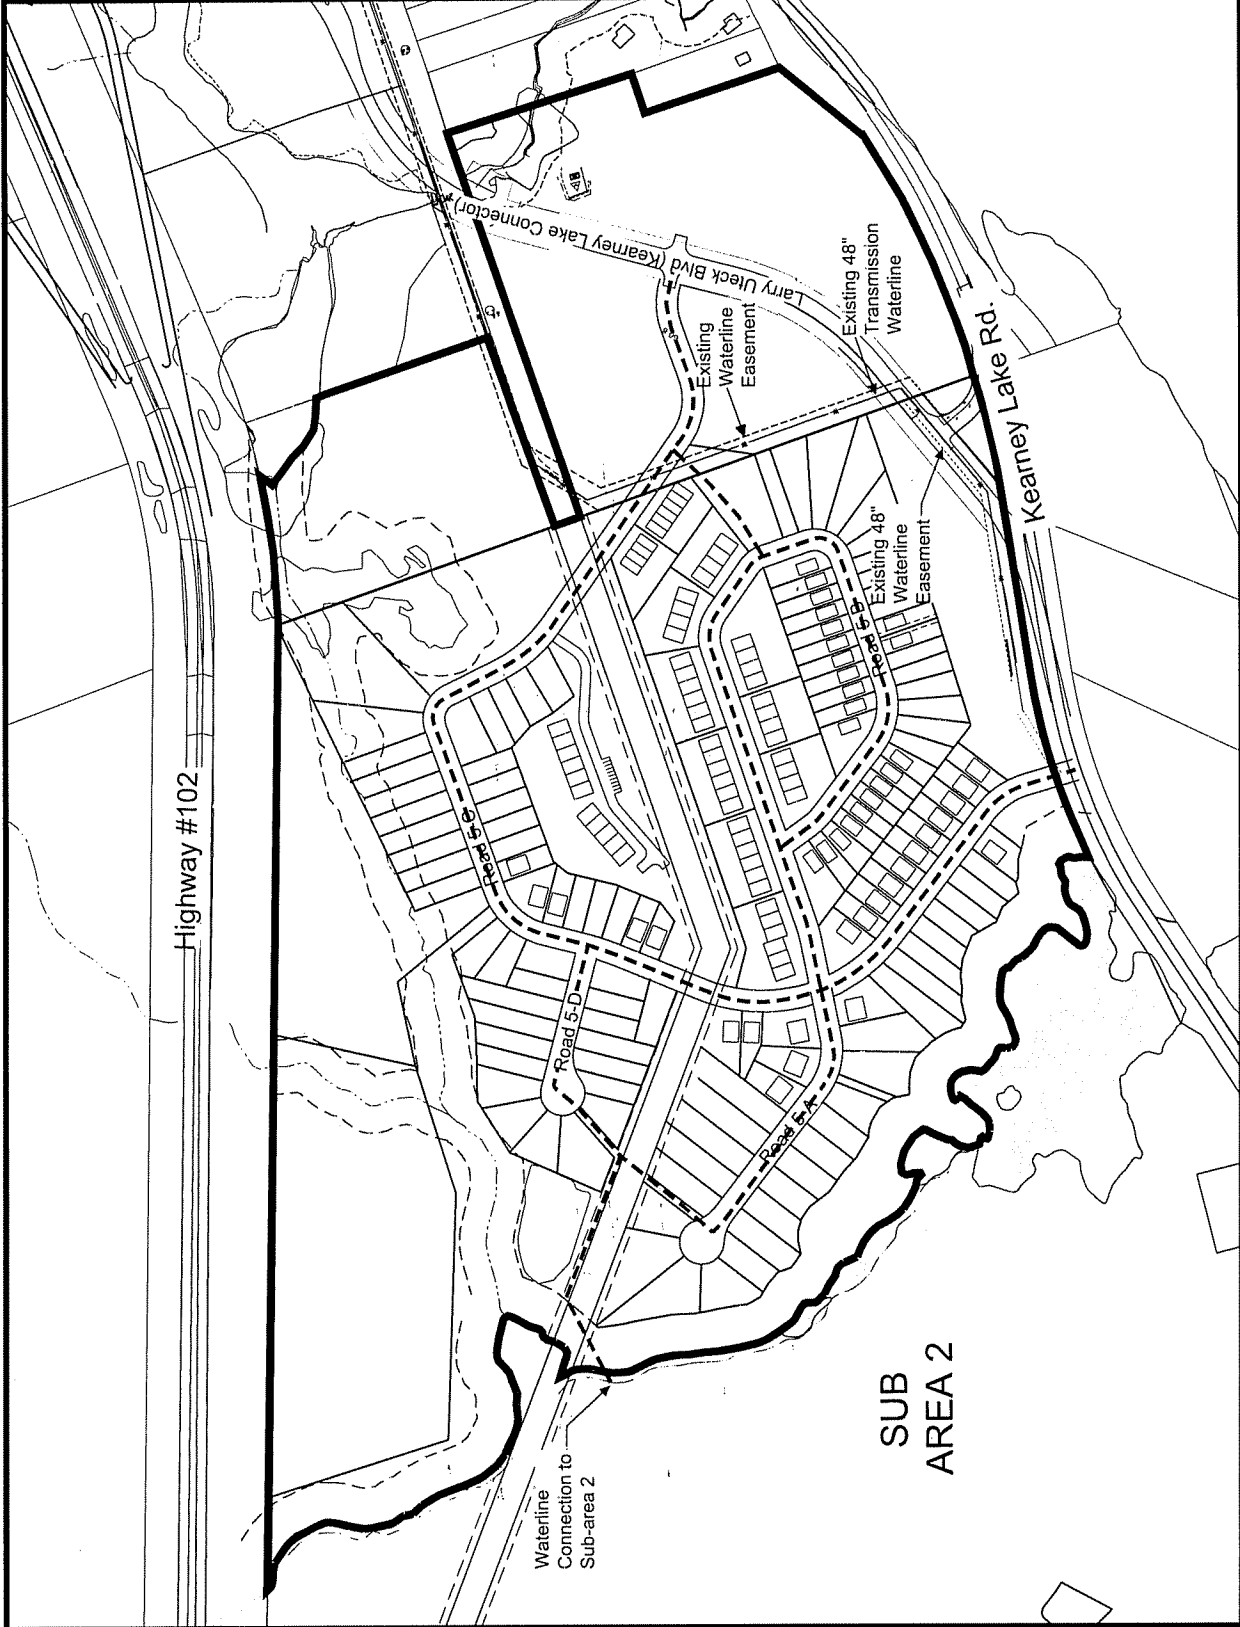 Highway #102
Larry Uteck Blvd (Kearney Lake Connector)
Existing
Waterline
Easement
Existing 48"
Transmission
Waterline
Kearney Lake Rd.
Existing 48"
Waterline
Easement
Road 5-B
Road 5-C
Road 5-D
Road 5-A
Waterline
Connection to
Sub-area 2
SUB
AREA 2